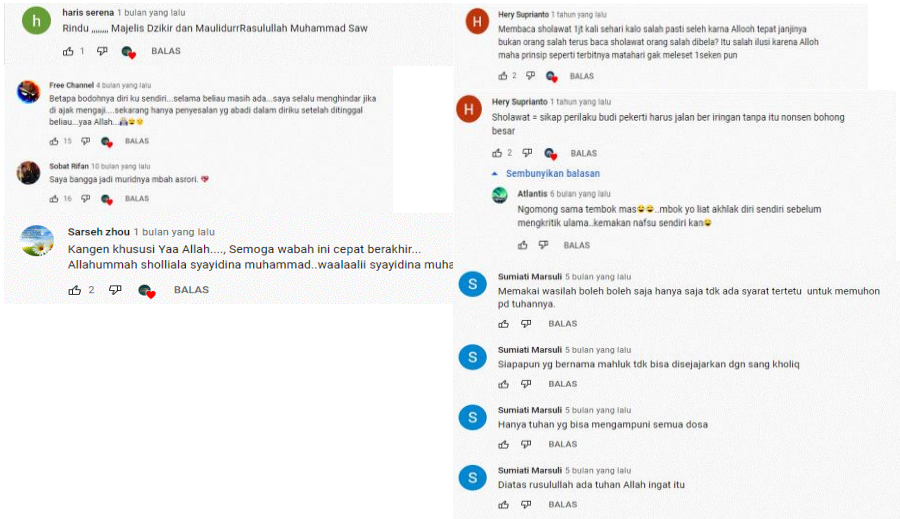 h
haris serena 1 bulan yang lalu
Rindu ,,,,,,, Majelis Dzikir dan MaulidurrRasulullah Muhammad Saw
1 BALAS
Free Channel 4 bulan yang lalu
Betapa bodohnya diri ku sendiri...selama beliau masih ada...saya selalu menghindar jika
di ajak mengaji....sekarang hanya penyesalan yg abadi dalam diriku setelah ditinggal
beliau...yaa Allah...
15 BALAS
Sobat Rifan 10 bulan yang lalu
Saya bangga jadi muridnya mbah asrori.
16 BALAS
Sarseh zhou 1 bulan yang lalu
Kangen khususi Yaa Allah...., Semoga wabah ini cepat berakhir...
Allahummah sholliala syayidina muhammad..waalaalii syayidina muha
2 BALAS
H
Hery Suprianto 1 tahun yang lalu
Membaca sholawat 1jt kali sehari kalo salah pasti seleh karna Allooh tepat janjinya
bukan orang salah terus baca sholawat orang salah dibela? Itu salah ilusi karena Alloh
maha prinsip seperti terbitnya matahari gak meleset 1seken pun
2 BALAS
H
Hery Suprianto 1 tahun yang lalu
Sholawat = sikap perilaku budi pekerti harus jalan ber iringan tanpa itu nonsen bohong
besar
2 BALAS
Sembunyikan balasan
Atlantis 6 bulan yang lalu
Ngomong sama tembok mas😄😄..mbok yo liat akhlak diri sendiri sebelum
mengkritik ulama..kemakan nafsu sendiri kan😄
BALAS
S
Sumiati Marsuli 5 bulan yang lalu
Memakai wasilah boleh boleh saja hanya saja tdk ada syarat tertetu untuk memuhon
pd tuhannya.
BALAS
S
Sumiati Marsuli 5 bulan yang lalu
Siapapun yg bernama mahluk tdk bisa disejajarkan dgn sang kholiq
BALAS
S
Sumiati Marsuli 5 bulan yang lalu
Hanya tuhan yg bisa mengampuni semua dosa
BALAS
S
Sumiati Marsuli 5 bulan yang lalu
Diatas rusulullah ada tuhan Allah ingat itu
BALAS